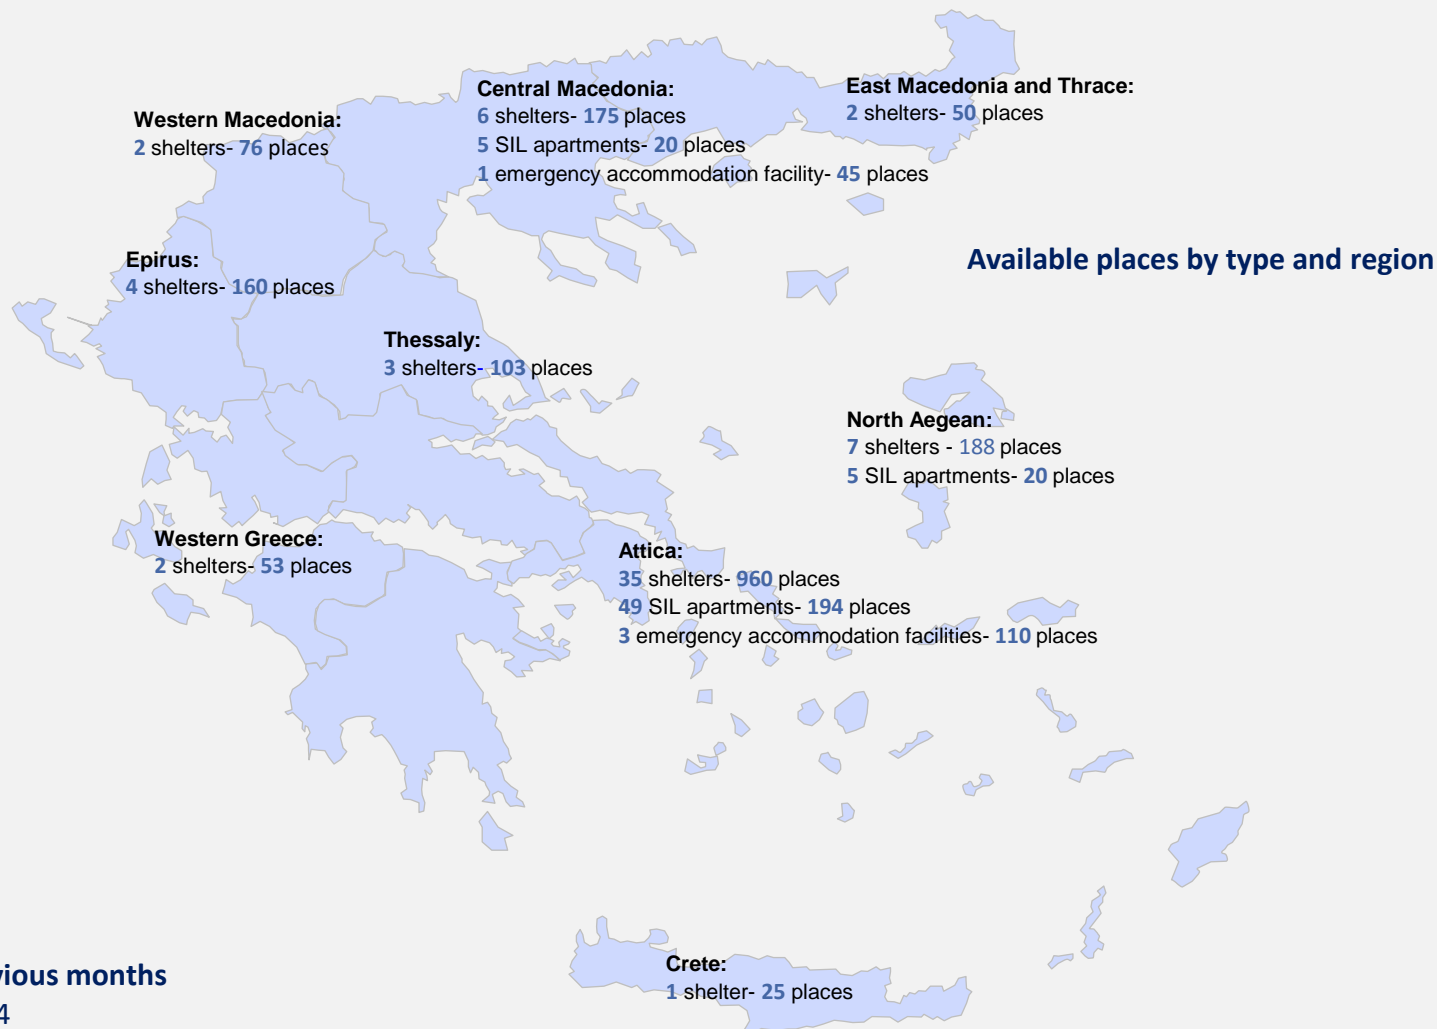 Central Macedonia:
6 shelters- 175 places
5 SIL apartments- 20 places
1 emergency accommodation facility- 45 places
East Macedonia and Thrace:
2 shelters- 50 places
Western Macedonia:
2 shelters- 76 places
Epirus:
4 shelters- 160 places
Available places by type and region
Thessaly:
3 shelters- 103 places
North Aegean:
7 shelters - 188 places
5 SIL apartments- 20 places
Western Greece:
2 shelters- 53 places
Attica:
35 shelters- 960 places
49 SIL apartments- 194 places
3 emergency accommodation facilities- 110 places
Crete:
1 shelter- 25 places
months
4